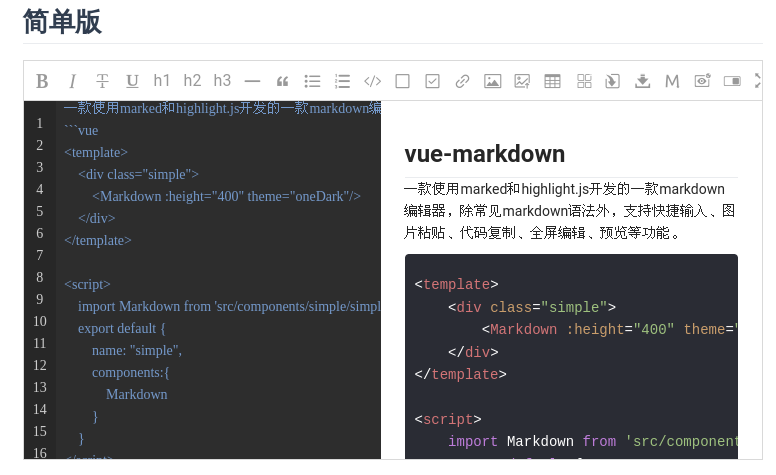 简单版
B I T U h1 h2 h3 M
一款使用marked和highlight.js开发的一款markdown编
1 ```vue
2 <template>
3 <div class="simple">
4 <Markdown :height="400" theme="oneDark"/>
5 </div>
6 </template>
7
8 <script>
9 import Markdown from 'src/components/simple/simpl
10 export default {
11 name: "simple",
12 components:{
13 Markdown
14 }
15 }
16 </script>
vue-markdown
一款使用marked和highlight.js开发的一款markdown
编辑器，除常见markdown语法外，支持快捷输入、图
片粘贴、代码复制、全屏编辑、预览等功能。
<template>
<div class="simple">
<Markdown :height="400" theme="
</div>
</template>
<script>
import Markdown from 'src/component